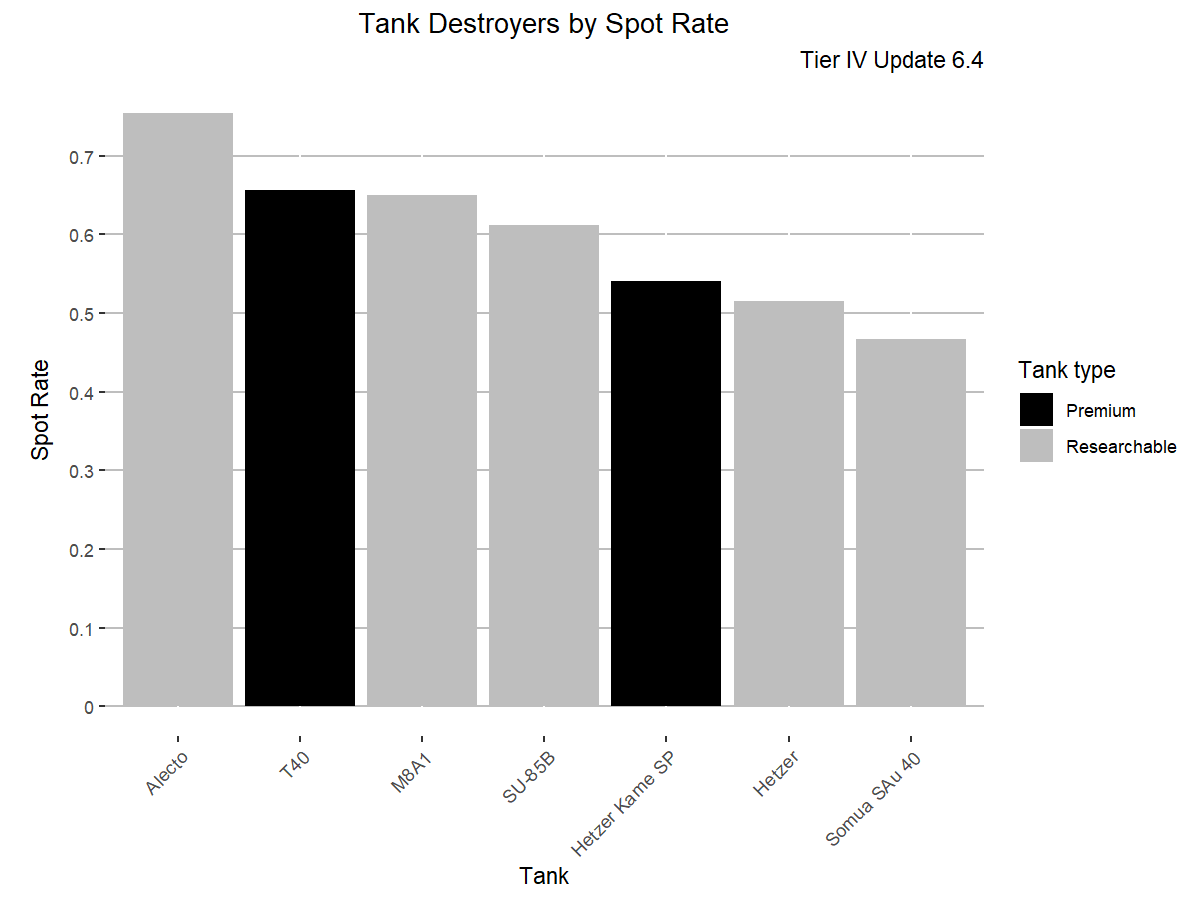 Tank Destroyers by Spot Rate
Tier IV Update 6.4
Spot Rate
0.7
0.6
0.5
0.4
0.3
0.2
0.1
0
Alecto
T40
M8A1
SU-85B
Hetzer Kame SP
Hetzer
Somua SAu 40
Tank
Tank type
Premium
Researchable